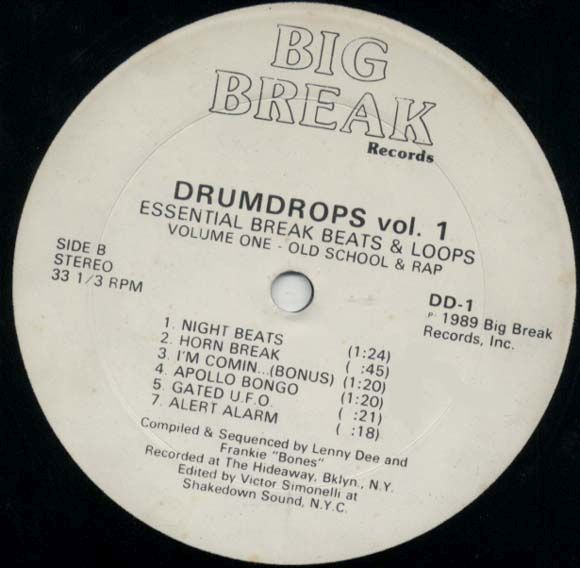 BIG
BREAK
Records
DRUMDROPS vol. 1
ESSENTIAL BREAK BEATS & LOOPS
VOLUME ONE - OLD SCHOOL & RAP
SIDE B
STEREO
33 1/3 RPM
DD-1
℗ 1989 Big Break
Records, Inc.
1. NIGHT BEATS (1:24)
2. HORN BREAK ( :45)
3. I'M COMIN...(BONUS) (1:20)
4. APOLLO BONGO (1:20)
5. GATED U.F.O. ( :21)
7. ALERT ALARM ( :18)
Compiled & Sequenced by Lenny Dee and
Frankie "Bones"
Recorded at The Hideaway, Bklyn., N.Y.
Edited by Victor Simonelli at
Shakedown Sound, N.Y.C.